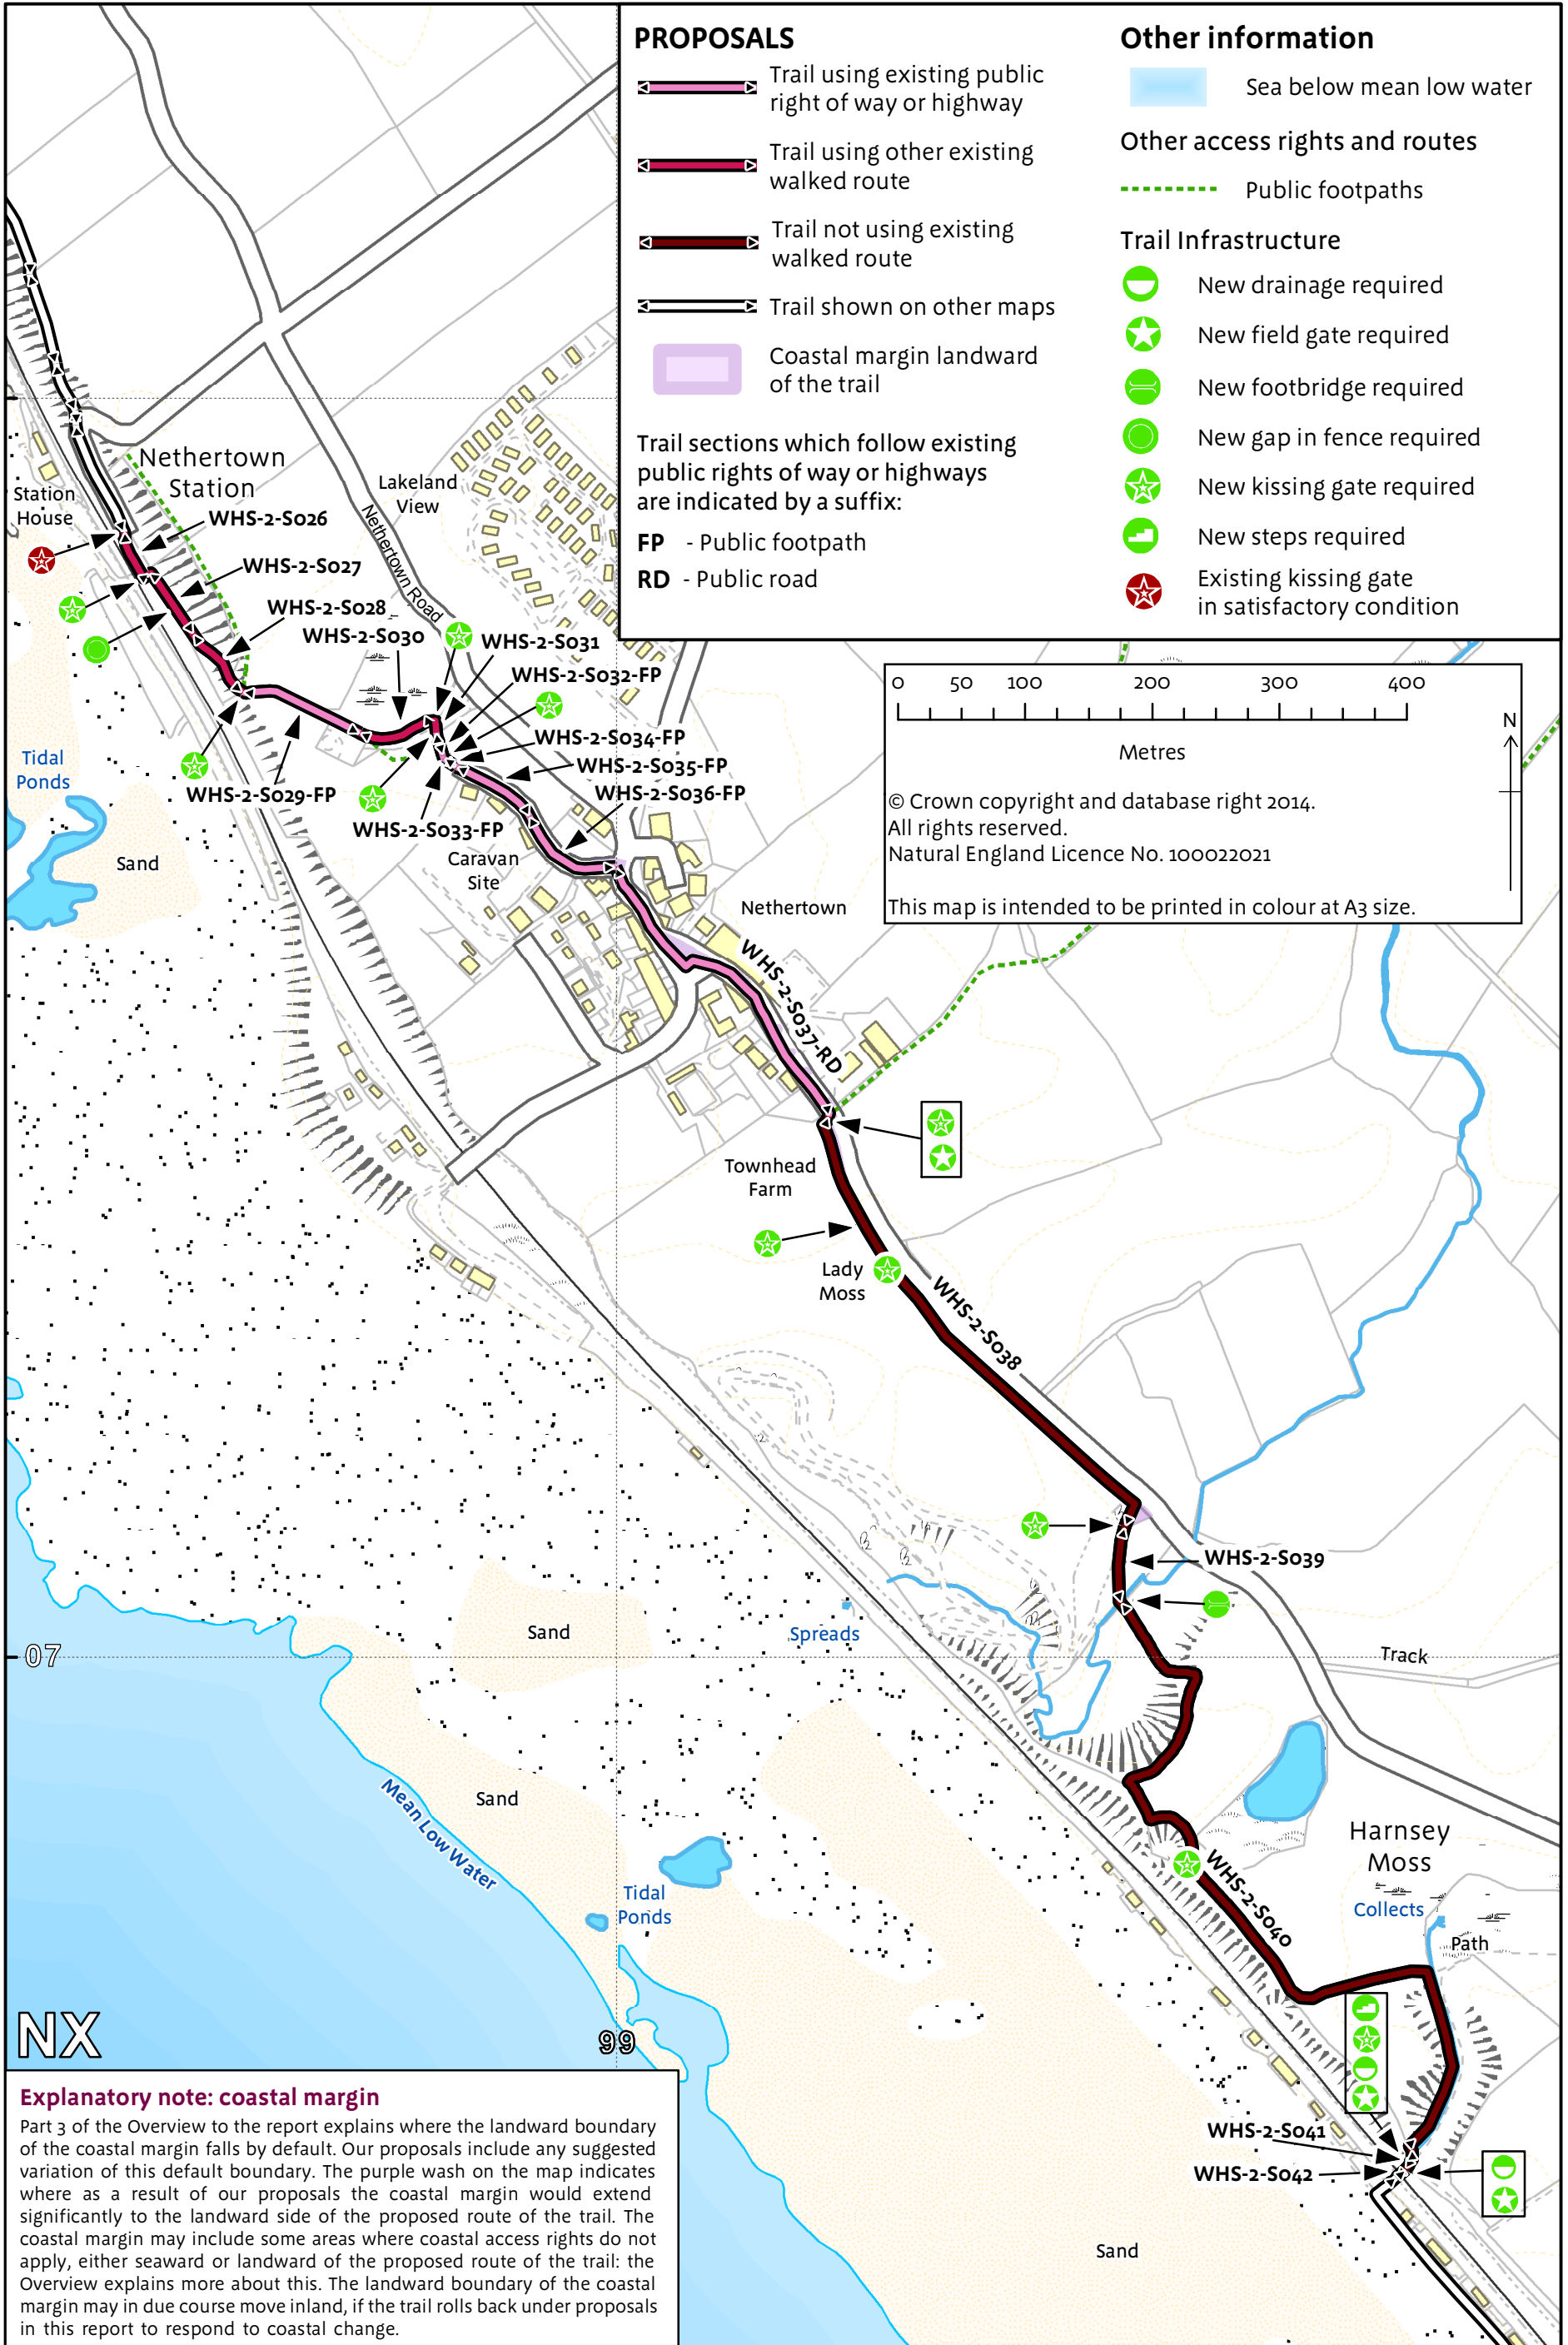 PROPOSALS
Trail using existing public
right of way or highway
Trail using other existing
walked route
Trail not using existing
walked route
Trail shown on other maps
Coastal margin landward
of the trail
Trail sections which follow existing
public rights of way or highways
are indicated by a suffix:
FP - Public footpath
RD - Public road
Other information
Sea below mean low water
Other access rights and routes
Public footpaths
Trail Infrastructure
New drainage required
New field gate required
New footbridge required
New gap in fence required
New kissing gate required
New steps required
Existing kissing gate
in satisfactory condition
0 50 100 200 300 400
Metres
N
© Crown copyright and database right 2014.
All rights reserved.
Natural England Licence No. 100022021
This map is intended to be printed in colour at A3 size.
Nethertown
Station
Station
House
WHS-2-S026
WHS-2-S027
WHS-2-S028
WHS-2-S030
Lakeland
View
Nethertown Road
WHS-2-S031
WHS-2-S032-FP
WHS-2-S034-FP
WHS-2-S035-FP
WHS-2-S036-FP
WHS-2-S029-FP
WHS-2-S033-FP
Tidal
Ponds
Sand
Caravan
Site
Nethertown
WHS-2-S037-RD
Townhead
Farm
Lady
Moss
WHS-2-S038
WHS-2-S039
Sand
Spreads
07
Track
Sand
Mean Low Water
Tidal
Ponds
Harnsey
Moss
Collects
Path
WHS-2-S040
NX
99
WHS-2-S041
WHS-2-S042
Sand
Explanatory note: coastal margin
Part 3 of the Overview to the report explains where the landward boundary
of the coastal margin falls by default. Our proposals include any suggested
variation of this default boundary. The purple wash on the map indicates
where as a result of our proposals the coastal margin would extend
significantly to the landward side of the proposed route of the trail. The
coastal margin may include some areas where coastal access rights do not
apply, either seaward or landward of the proposed route of the trail: the
Overview explains more about this. The landward boundary of the coastal
margin may in due course move inland, if the trail rolls back under proposals
in this report to respond to coastal change.